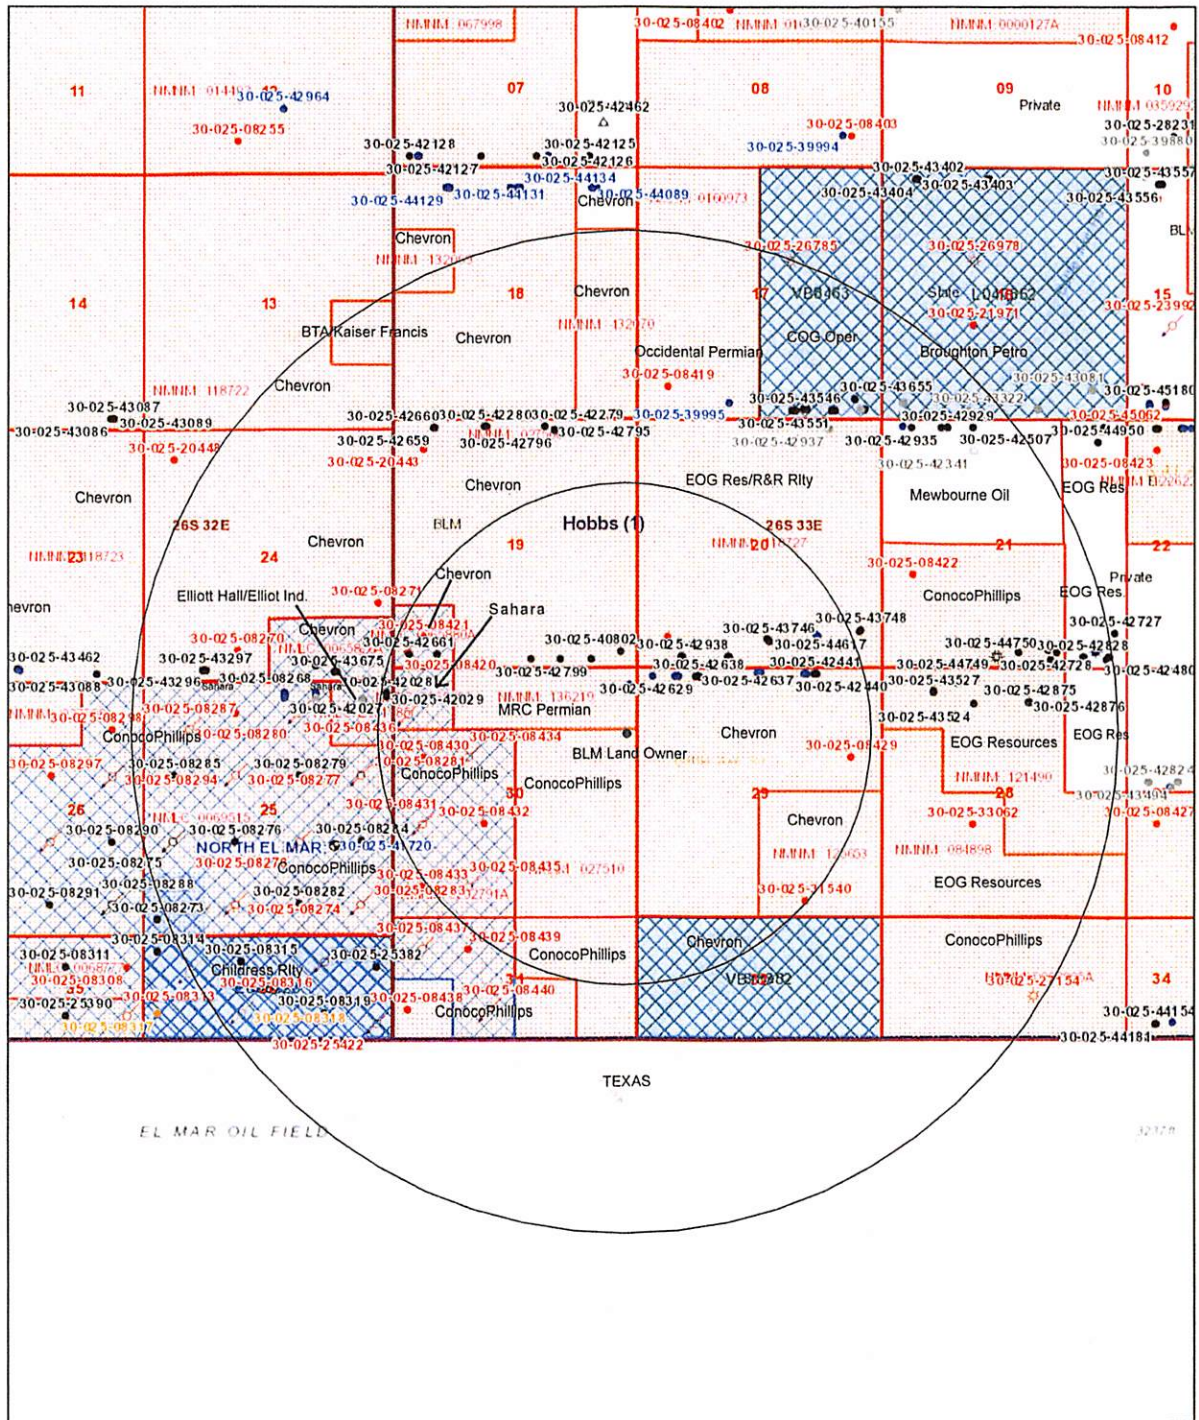 NMNM 067998
30-025-08402
30-025-40155
NMNM 0000127A
30-025-08412
11
30-025-42964
07
08
09
10
Private
30-025-42462
30-025-08255
30-025-08403
30-025-39994
30-025-28231
30-025-39880
30-025-42128
30-025-42125
30-025-42126
30-025-42127
30-025-44134
30-025-44129
30-025-44131
30-025-44089
Chevron
30-025-43402
30-025-43404
30-025-43403
30-025-43557
30-025-43556
BLM
Chevron
30-025-26785
30-025-26978
14
13
18
Chevron
17
State
15
30-025-23992
30-025-21971
BTA/Kaiser Francis
Chevron
NMNM 132070
COG Oper
Occidental Permian
Broughton Petro
30-025-08419
Chevron
NMNM 118722
30-025-43081
30-025-43655
30-025-43322
30-025-45180
30-025-43087
30-025-43089
30-025-43086
30-025-42660
30-025-42280
30-025-42279
30-025-39995
30-025-43546
30-025-43551
30-025-42929
30-025-45062
30-025-42659
30-025-42796
30-025-42795
30-025-42937
30-025-42935
30-025-42507
30-025-44950
30-025-20448
30-025-20443
30-025-42341
30-025-08423
Chevron
Chevron
EOG Res/R&R Rlty
Mewbourne Oil
EOG Res
26S 32E
BLM
Hobbs (1)
26S 33E
Chevron
23
24
19
20
21
22
NMNM 118723
30-025-08422
Chevron
Private
Elliott Hall/Elliot Ind.
30-025-08271
Sahara
ConocoPhillips
EOG Res
Chevron
30-025-08421
30-025-08270
30-025-42661
30-025-40802
30-025-42938
30-025-43746
30-025-43748
30-025-44617
30-025-44750
30-025-42828
30-025-42727
30-025-43462
30-025-43297
30-025-43675
30-025-08420
30-025-42799
30-025-42638
30-025-42441
30-025-44749
30-025-42728
30-025-42480
30-025-43088
30-025-43296
30-025-08268
30-025-42028
30-025-42029
NMNM 136219
30-025-42629
30-025-42637
30-025-42440
30-025-43527
30-025-42875
30-025-42876
Sahara
Sahara
30-025-42027
MRC Permian
30-025-43524
30-025-08298
30-025-08287
30-025-08436
30-025-08434
Chevron
ConocoPhillips
30-025-08280
30-025-08430
BLM Land Owner
30-025-08429
EOG Resources
EOG Res
30-025-08297
30-025-08285
30-025-08294
30-025-08279
30-025-08277
30-025-08281
ConocoPhillips
ConocoPhillips
NMNM 121490
30-025-42824
30-025-43494
26
25
30-025-08431
30
29
28
30-025-08432
Chevron
30-025-33062
30-025-08427
30-025-08290
30-025-08276
30-025-08284
NORTH EL MAR
30-025-41720
NMNM 084898
30-025-08275
30-025-08278
ConocoPhillips
30-025-08435
30-025-08433
30-025-08288
30-025-08291
30-025-08282
30-025-08283
EOG Resources
30-025-08273
30-025-08274
30-025-31540
30-025-08437
30-025-08439
Chevron
ConocoPhillips
30-025-08311
30-025-08314
30-025-08315
30-025-25382
ConocoPhillips
30-025-08308
Childress Rlty
30-025-08316
30-025-27154
34
30-025-08313
30-025-08319
30-025-08438
30-025-08440
30-025-25390
30-025-08317
30-025-08318
ConocoPhillips
30-025-44154
30-025-25422
30-025-44181
TEXAS
EL MAR OIL FIELD
3237 ft